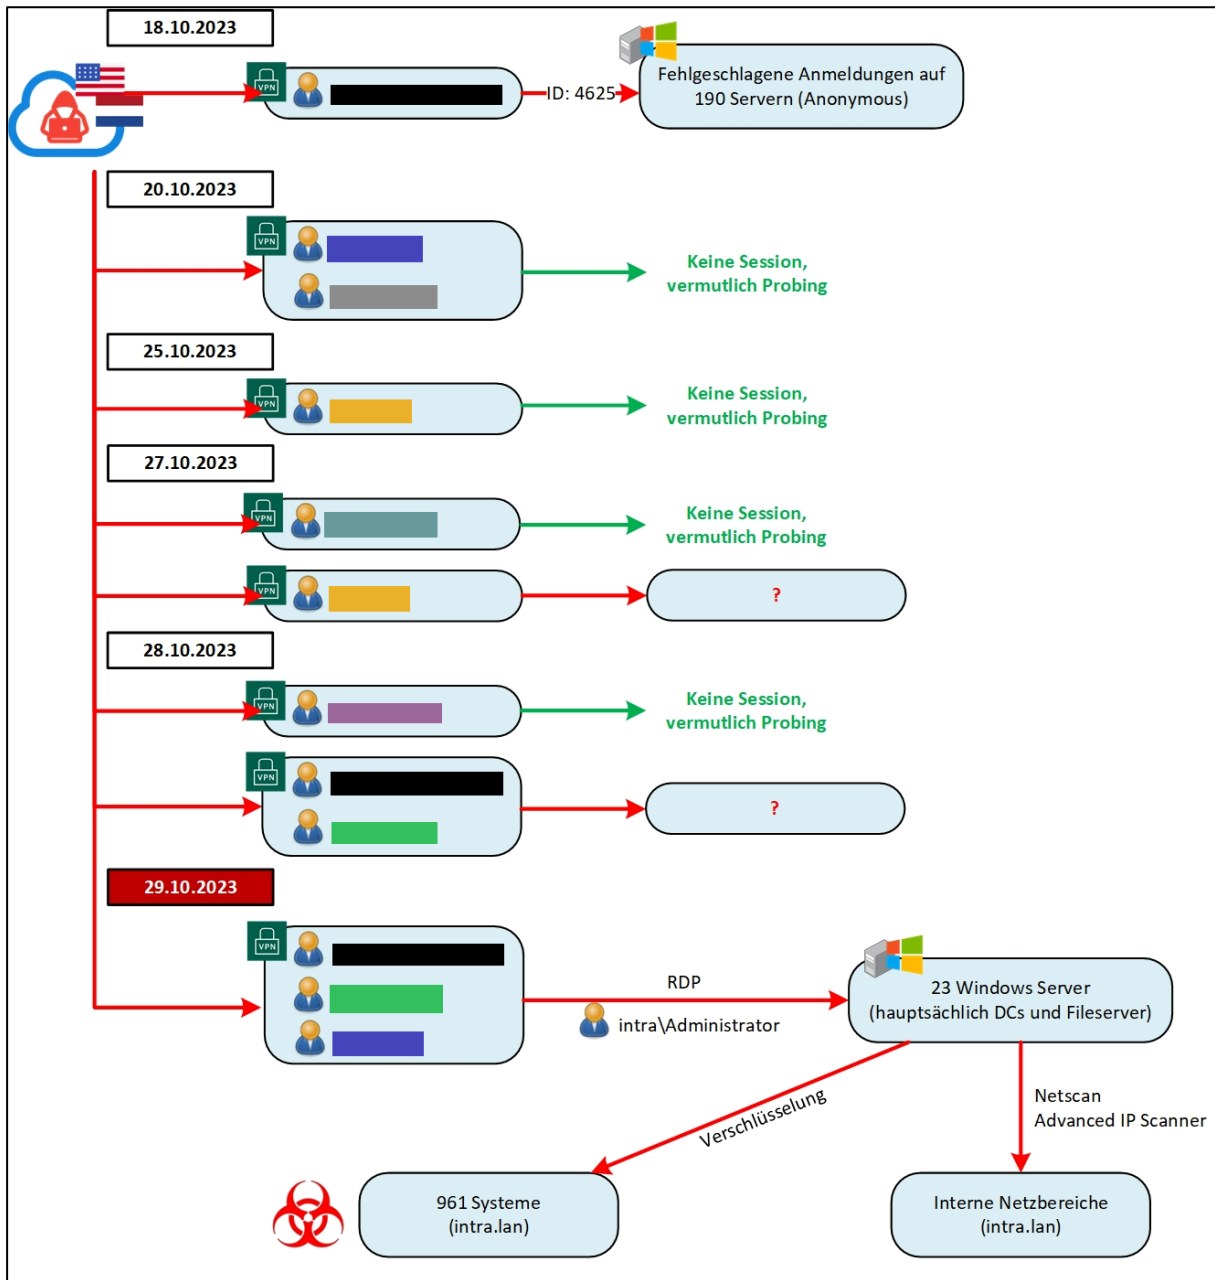 18.10.2023
VPN
ID: 4625
Fehlgeschlagene Anmeldungen auf
190 Servern (Anonymous)
20.10.2023
VPN
Keine Session,
vermutlich Probing
25.10.2023
VPN
Keine Session,
vermutlich Probing
27.10.2023
VPN
Keine Session,
vermutlich Probing
VPN
?
28.10.2023
VPN
Keine Session,
vermutlich Probing
VPN
?
29.10.2023
VPN
RDP
intra\Administrator
23 Windows Server
(hauptsächlich DCs und Fileserver)
Verschlüsselung
Netscan
Advanced IP Scanner
961 Systeme
(intra.lan)
Interne Netzbereiche
(intra.lan)